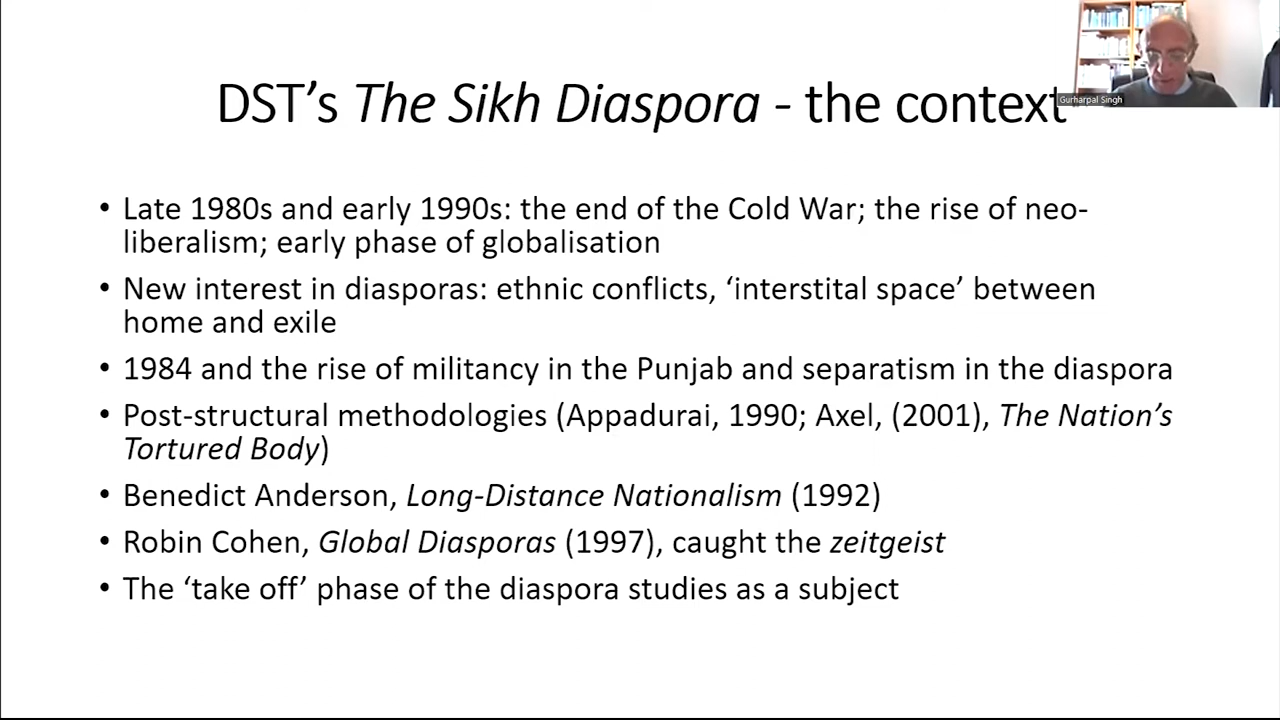 DST’s The Sikh Diaspora - the context
Gurharpal Singh
• Late 1980s and early 1990s: the end of the Cold War; the rise of neo-
liberalism; early phase of globalisation
• New interest in diasporas: ethnic conflicts, ‘interstital space’ between
home and exile
• 1984 and the rise of militancy in the Punjab and separatism in the diaspora
• Post-structural methodologies (Appadurai, 1990; Axel, (2001), The Nation’s
Tortured Body)
• Benedict Anderson, Long-Distance Nationalism (1992)
• Robin Cohen, Global Diasporas (1997), caught the zeitgeist
• The ‘take off’ phase of the diaspora studies as a subject